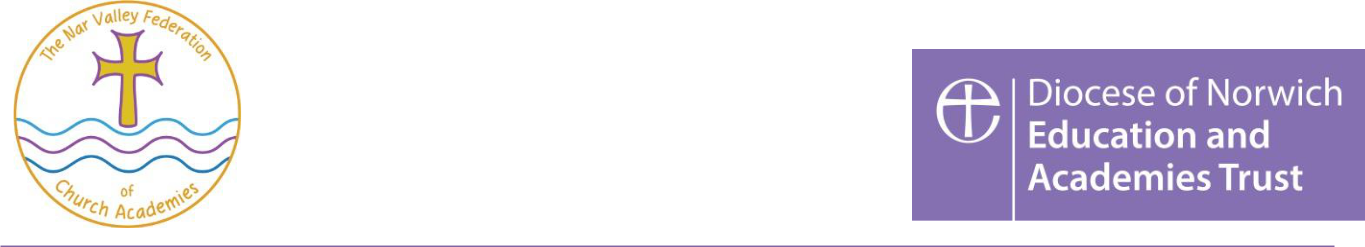 The Nar Valley Federation
of
Church Academies
Diocese of Norwich
Education and
Academies Trust